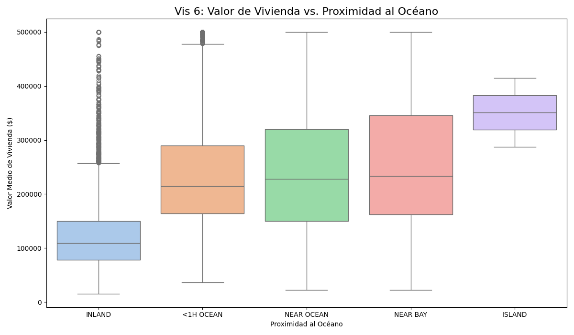 Vis 6: Valor de Vivienda vs. Proximidad al Océano
Valor Medio de Vivienda ($)
500000
400000
300000
200000
100000
0
INLAND
<1H OCEAN
NEAR OCEAN
NEAR BAY
ISLAND
Proximidad al Océano